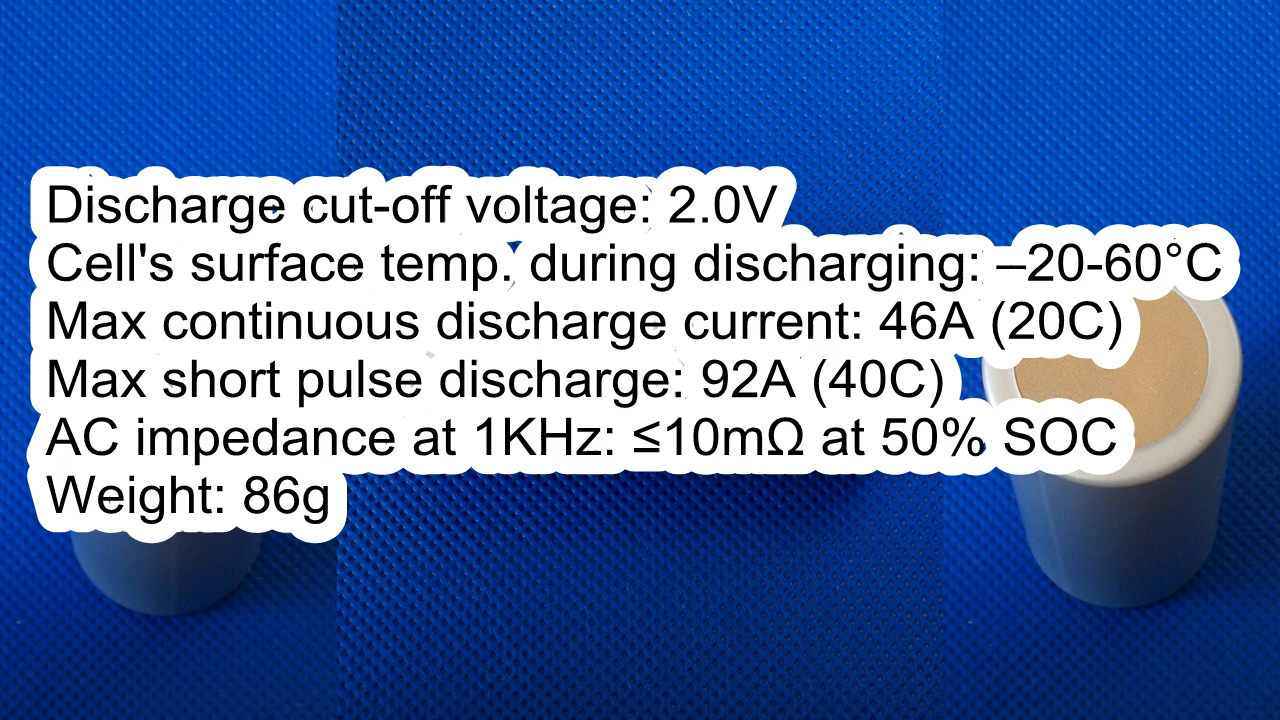 Discharge cut-off voltage: 2.0V
Cell's surface temp. during discharging: –20-60°C
Max continuous discharge current: 46A (20C)
Max short pulse discharge: 92A (40C)
AC impedance at 1KHz: ≤10mΩ at 50% SOC
Weight: 86g